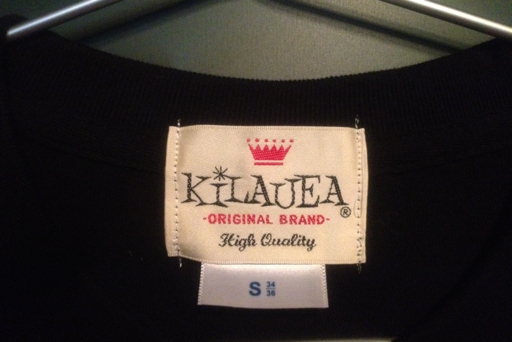 KiLAUEA ®
-ORIGINAL BRAND-
High Quality
S 34 36